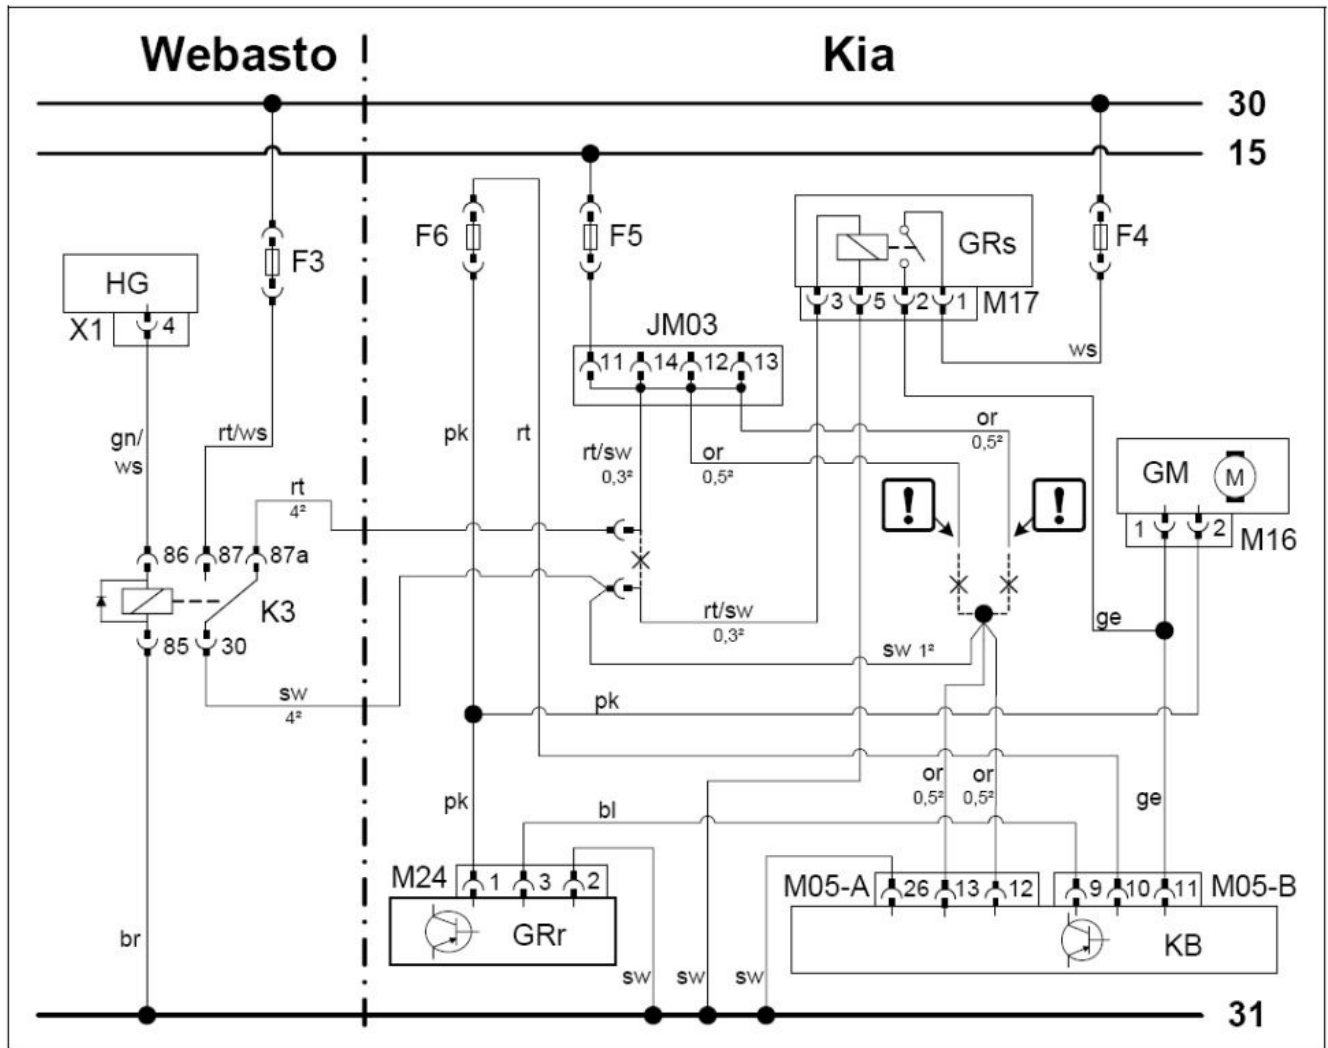 Webasto Kia
30
15
F6 F5 GRs F4
F3
HG
3 5 2 1 M17
X1 4
JM03
ws
11 14 12 13
or
0,5²
gn/
ws
rt/ws
pk
rt
rt/sw
0,3²
or
0,5²
GM M
rt
4²
! !
1 2
M16
86 87 87a
K3
rt/sw
0,3²
ge
85 30
sw 1²
sw
4²
pk
or
0,5²
or
0,5²
pk
bl
ge
M24 1 3 2
M05-A 26 13 12 9 10 11 M05-B
br
GRr
KB
sw sw sw
31